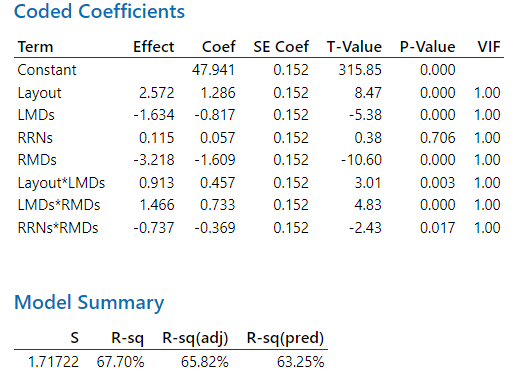 Coded Coefficients
Term Effect Coef SE Coef T-Value P-Value VIF
Constant 47.941 0.152 315.85 0.000
Layout 2.572 1.286 0.152 8.47 0.000 1.00
LMDs -1.634 -0.817 0.152 -5.38 0.000 1.00
RRNs 0.115 0.057 0.152 0.38 0.706 1.00
RMDs -3.218 -1.609 0.152 -10.60 0.000 1.00
Layout*LMDs 0.913 0.457 0.152 3.01 0.003 1.00
LMDs*RMDs 1.466 0.733 0.152 4.83 0.000 1.00
RRNs*RMDs -0.737 -0.369 0.152 -2.43 0.017 1.00
Model Summary
S R-sq R-sq(adj) R-sq(pred)
1.71722 67.70% 65.82% 63.25%